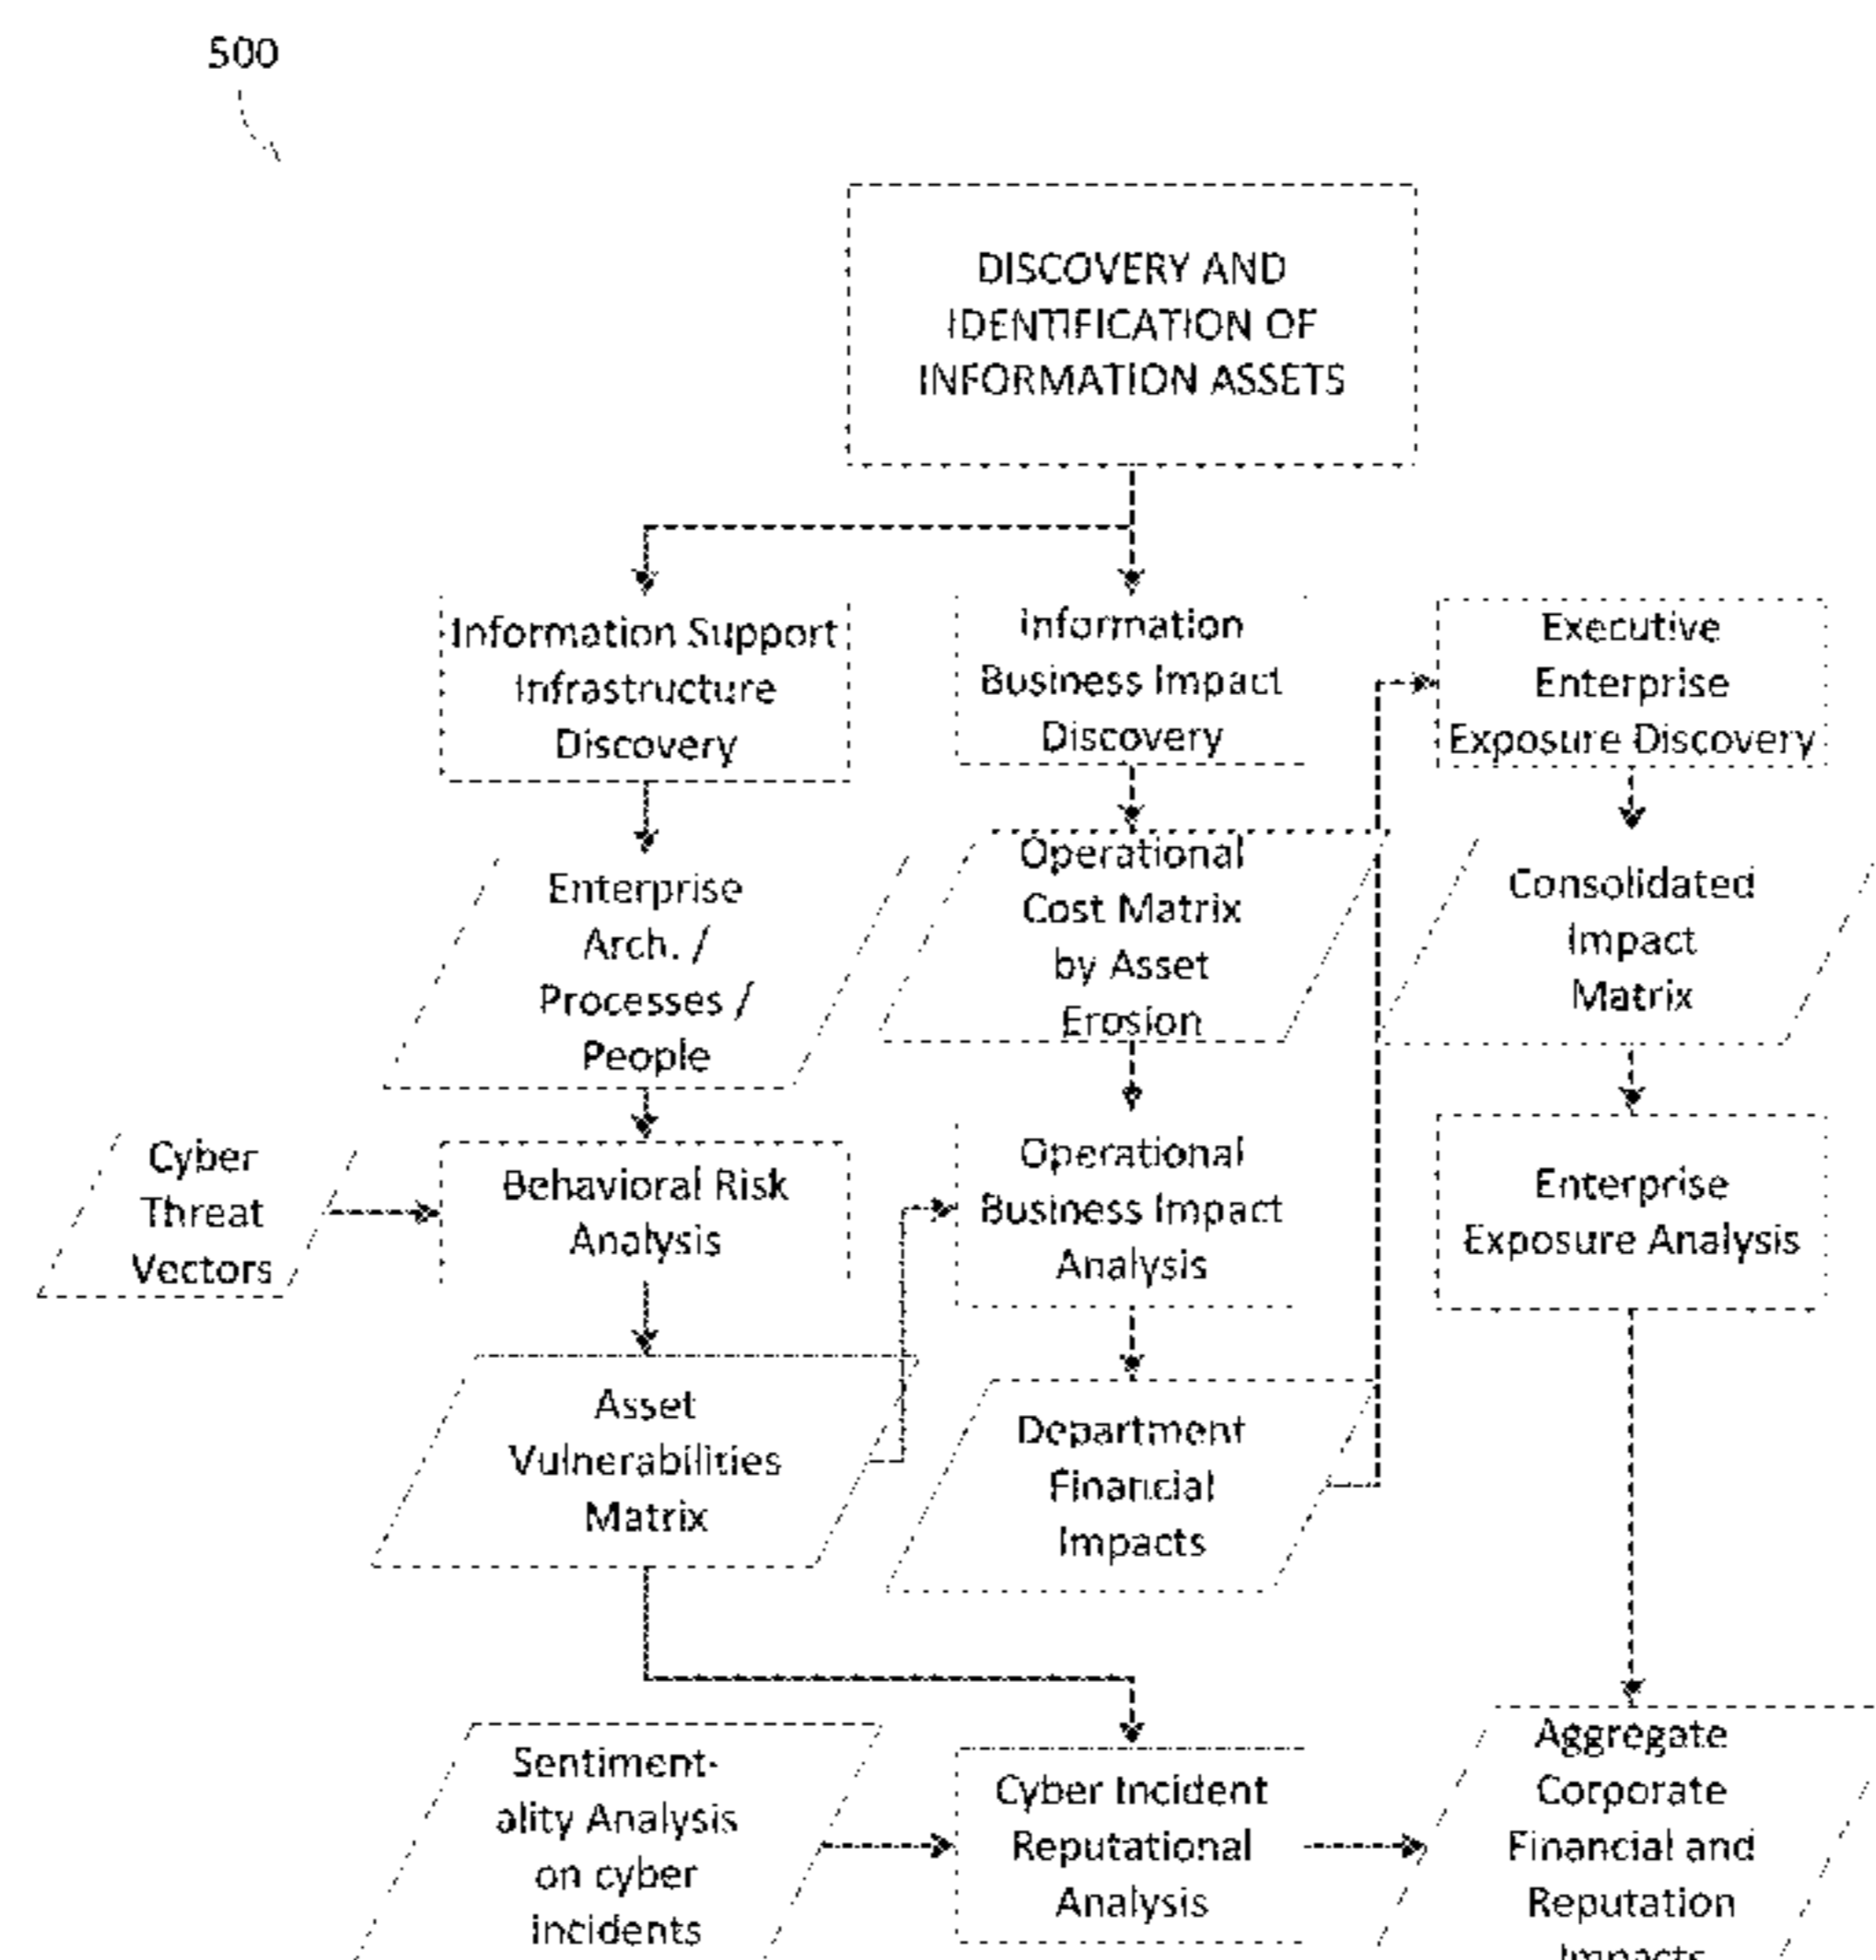 500
DISCOVERY AND
IDENTIFICATION OF
INFORMATION ASSETS
Information Support
Infrastructure
Discovery
Information
Business Impact
Discovery
Executive
Enterprise
Exposure Discovery
Enterprise
Arch. /
Processes /
People
Operational
Cost Matrix
by Asset
Erosion
Consolidated
Impact
Matrix
Cyber
Threat
Vectors
Behavioral Risk
Analysis
Operational
Business Impact
Analysis
Enterprise
Exposure Analysis
Asset
Vulnerabilities
Matrix
Department
Financial
Impacts
Sentiment-
ality Analysis
on cyber
incidents
Cyber Incident
Reputational
Analysis
Aggregate
Corporate
Financial and
Reputation
Impacts